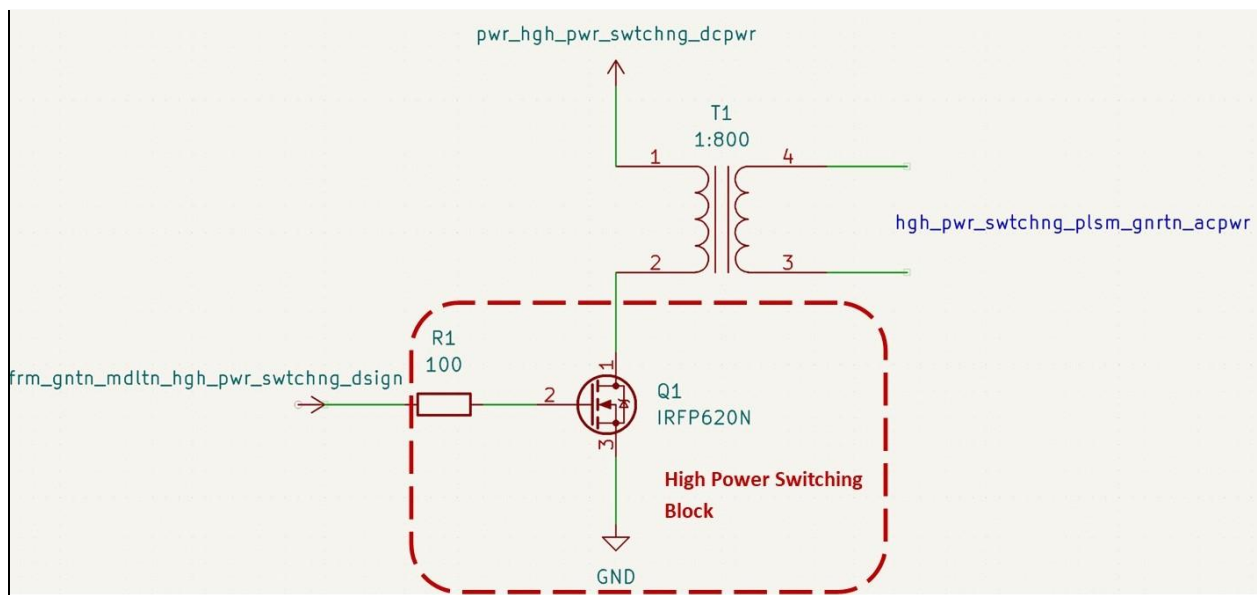 pwr_hgh_pwr_swtchng_dcpwr
T1
1:800
1
4
hgh_pwr_swtchng_plsm_gnrtn_acpwr
2
3
R1
100
frm_gntn_mdltn_hgh_pwr_swtchng_dsign
1
2
Q1
IRFP620N
3
High Power Switching
Block
GND